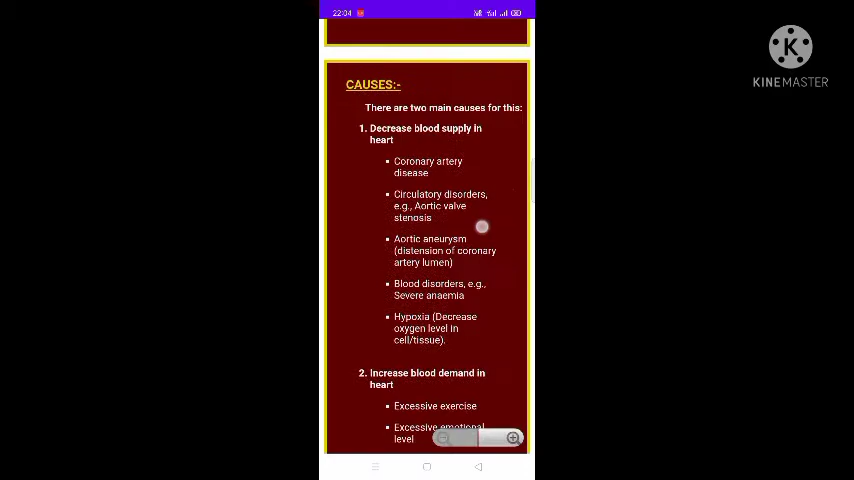 22:04
KINEMASTER
CAUSES:-
There are two main causes for this:
1. Decrease blood supply in
heart
▪ Coronary artery
disease
▪ Circulatory disorders,
e.g., Aortic valve
stenosis
▪ Aortic aneurysm
(distension of coronary
artery lumen)
▪ Blood disorders, e.g.,
Severe anaemia
▪ Hypoxia (Decrease
oxygen level in
cell/tissue).
2. Increase blood demand in
heart
▪ Excessive exercise
▪ Excessive emotional
level